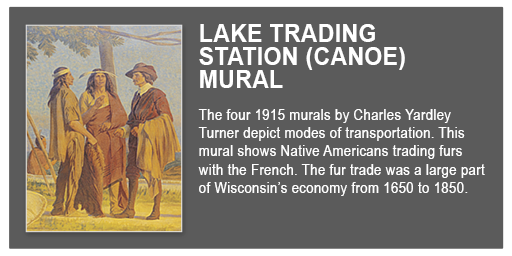 LAKE TRADING
STATION (CANOE)
MURAL
The four 1915 murals by Charles Yardley
Turner depict modes of transportation. This
mural shows Native Americans trading furs
with the French. The fur trade was a large part
of Wisconsin's economy from 1650 to 1850.